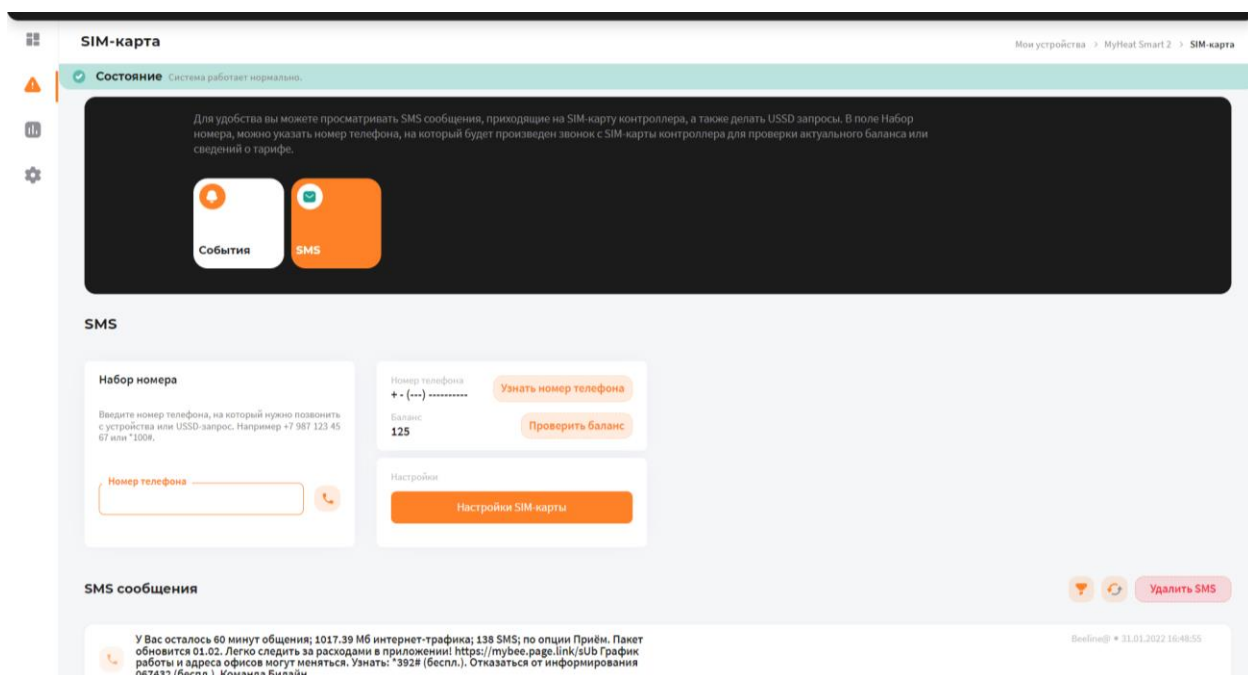 SIM-карта
Мои устройства > MyHeat Smart 2 > SIM-карта
Состояние Система работает нормально.
Для удобства вы можете просматривать SMS сообщения, приходящие на SIM-карту контроллера, а также делать USSD запросы. В поле Набор
номера, можно указать номер телефона, на который будет произведен звонок с SIM-карты контроллера для проверки актуального баланса или
сведений о тарифе.
События
SMS
SMS
Набор номера
Введите номер телефона, на который нужно позвонить
с устройства или USSD-запрос. Например +7 987 123 45
67 или *100#.
Номер телефона
Номер телефона
+ - (---) ----------
Узнать номер телефона
Баланс
125
Проверить баланс
Настройки
Настройки SIM-карты
SMS сообщения
Удалить SMS
У Вас осталось 60 минут общения; 1017.39 Мб интернет-трафика; 138 SMS; по опции Приём. Пакет
обновится 01.02. Легко следить за расходами в приложении! https://mybee.page.link/sUb График
работы и адреса офисов могут меняться. Узнать: *392# (беспл.). Отказаться от информирования
067432 (беспл.). Команда Билайн
Beeline@ • 31.01.2022 16:48:55